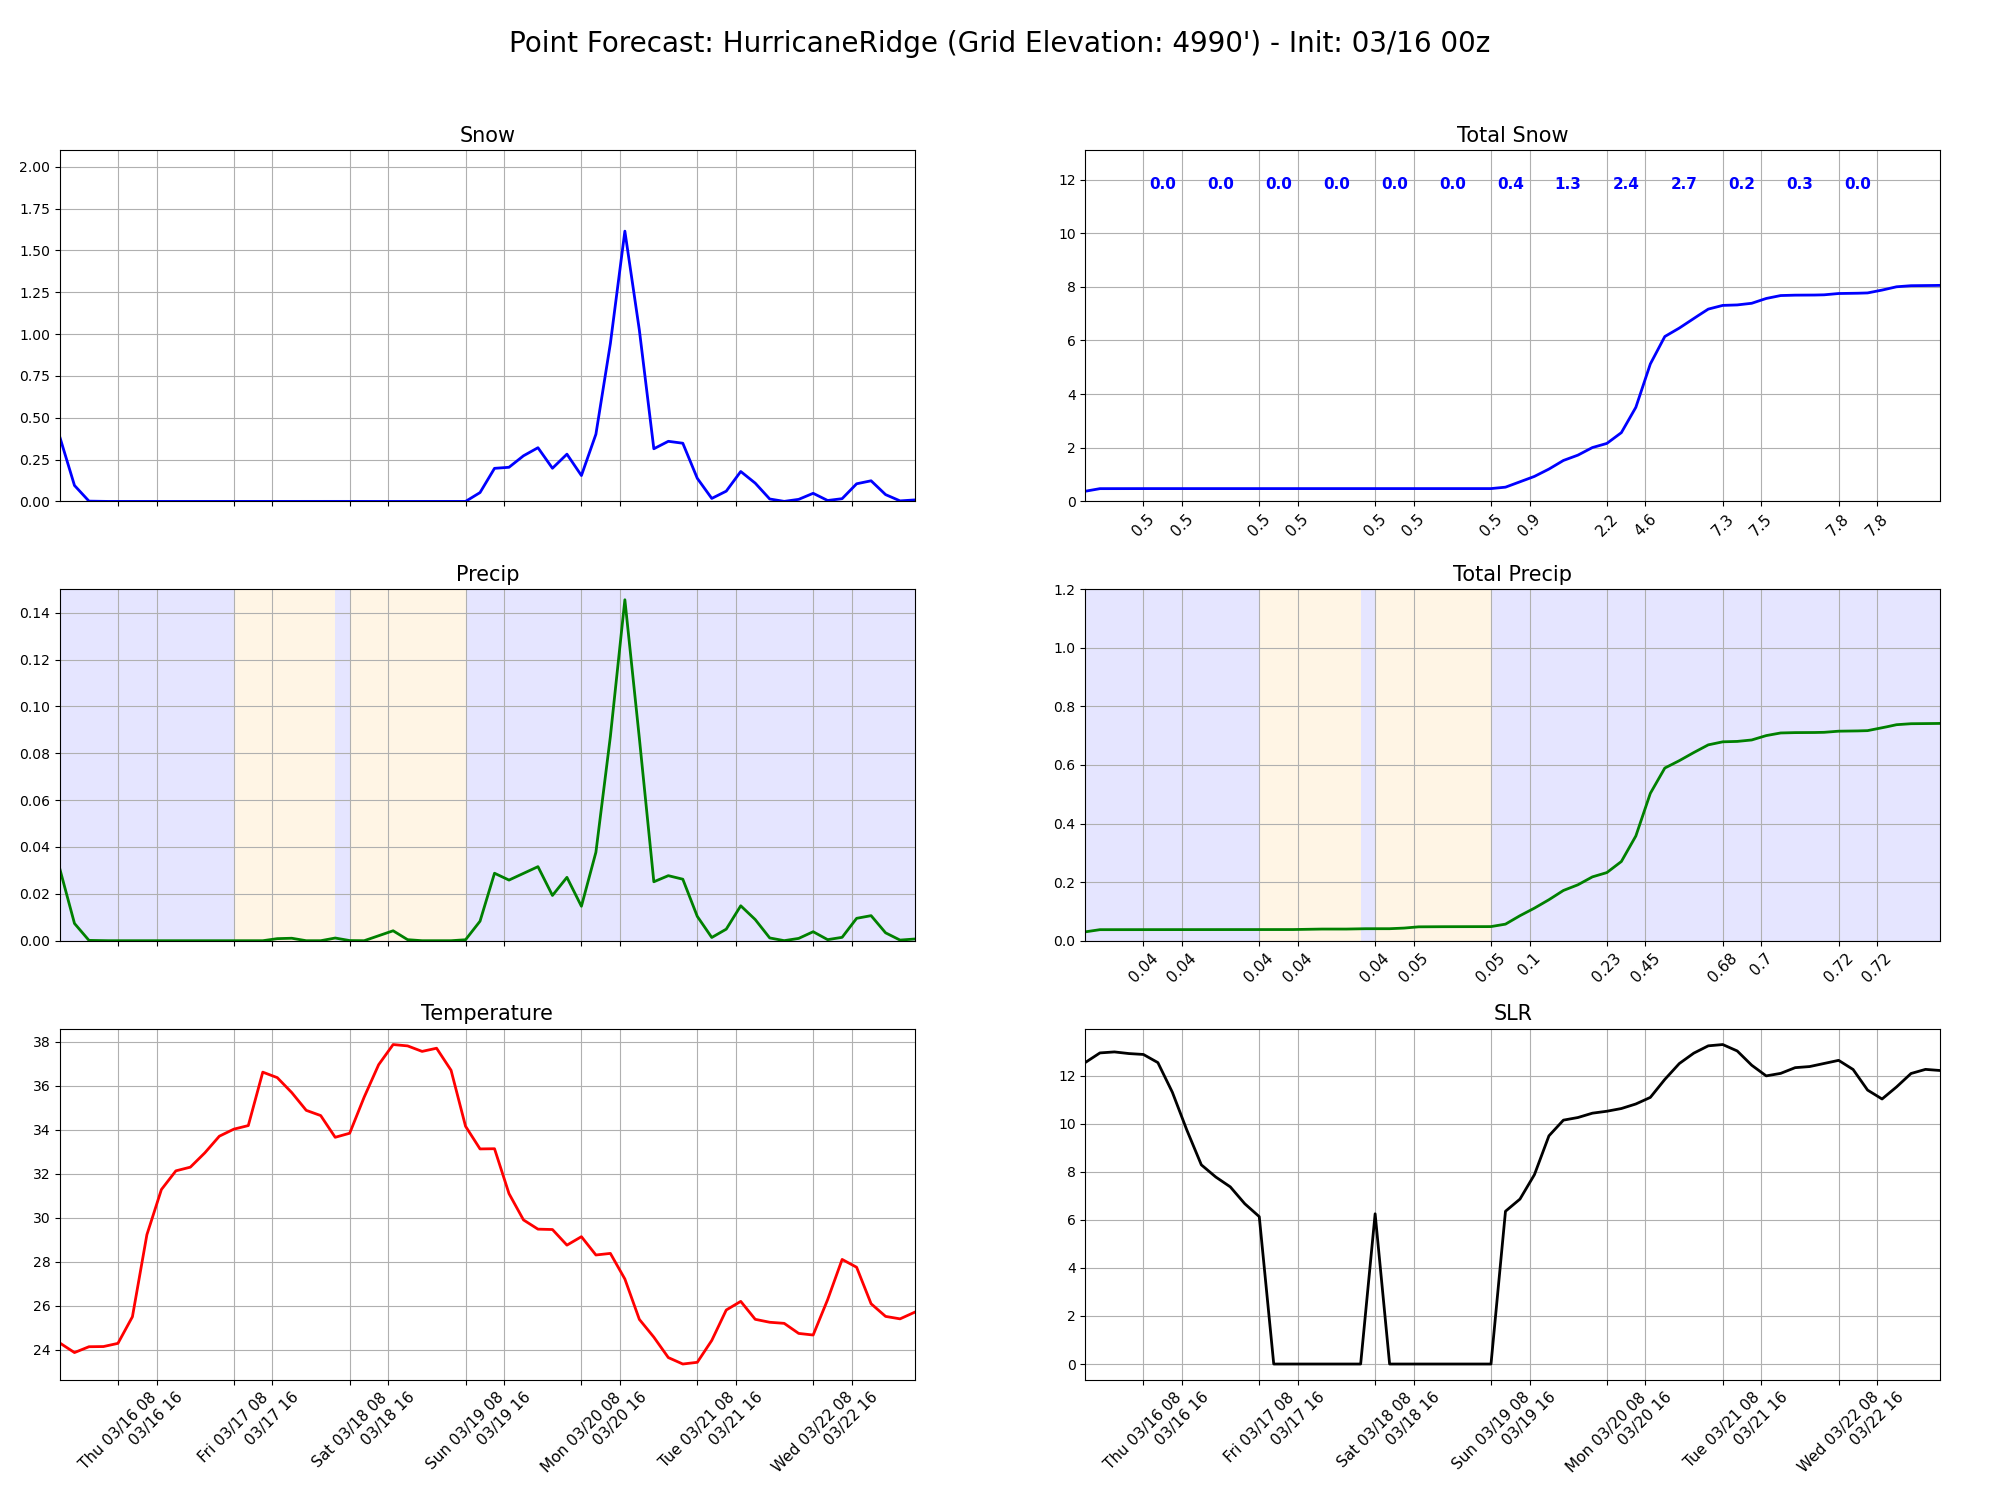 Point Forecast: HurricaneRidge (Grid Elevation: 4990') - Init: 03/16 00z
Snow
2.00
1.75
1.50
1.25
1.00
0.75
0.50
0.25
0.00
Total Snow
0.0 0.0 0.0 0.0 0.0 0.0 0.4 1.3 2.4 2.7 0.2 0.3 0.0
12
10
8
6
4
2
0
0.5 0.5 0.5 0.5 0.5 0.5 0.5 0.9 2.2 4.6 7.3 7.5 7.8 7.8
Precip
0.14
0.12
0.10
0.08
0.06
0.04
0.02
0.00
Total Precip
1.2
1.0
0.8
0.6
0.4
0.2
0.0
0.04 0.04 0.04 0.04 0.04 0.05 0.05 0.1 0.23 0.45 0.68 0.7 0.72 0.72
Temperature
38
36
34
32
30
28
26
24
Thu 03/16 08
03/16 16
Fri 03/17 08
03/17 16
Sat 03/18 08
03/18 16
Sun 03/19 08
03/19 16
Mon 03/20 08
03/20 16
Tue 03/21 08
03/21 16
Wed 03/22 08
03/22 16
SLR
12
10
8
6
4
2
0
Thu 03/16 08
03/16 16
Fri 03/17 08
03/17 16
Sat 03/18 08
03/18 16
Sun 03/19 08
03/19 16
Mon 03/20 08
03/20 16
Tue 03/21 08
03/21 16
Wed 03/22 08
03/22 16